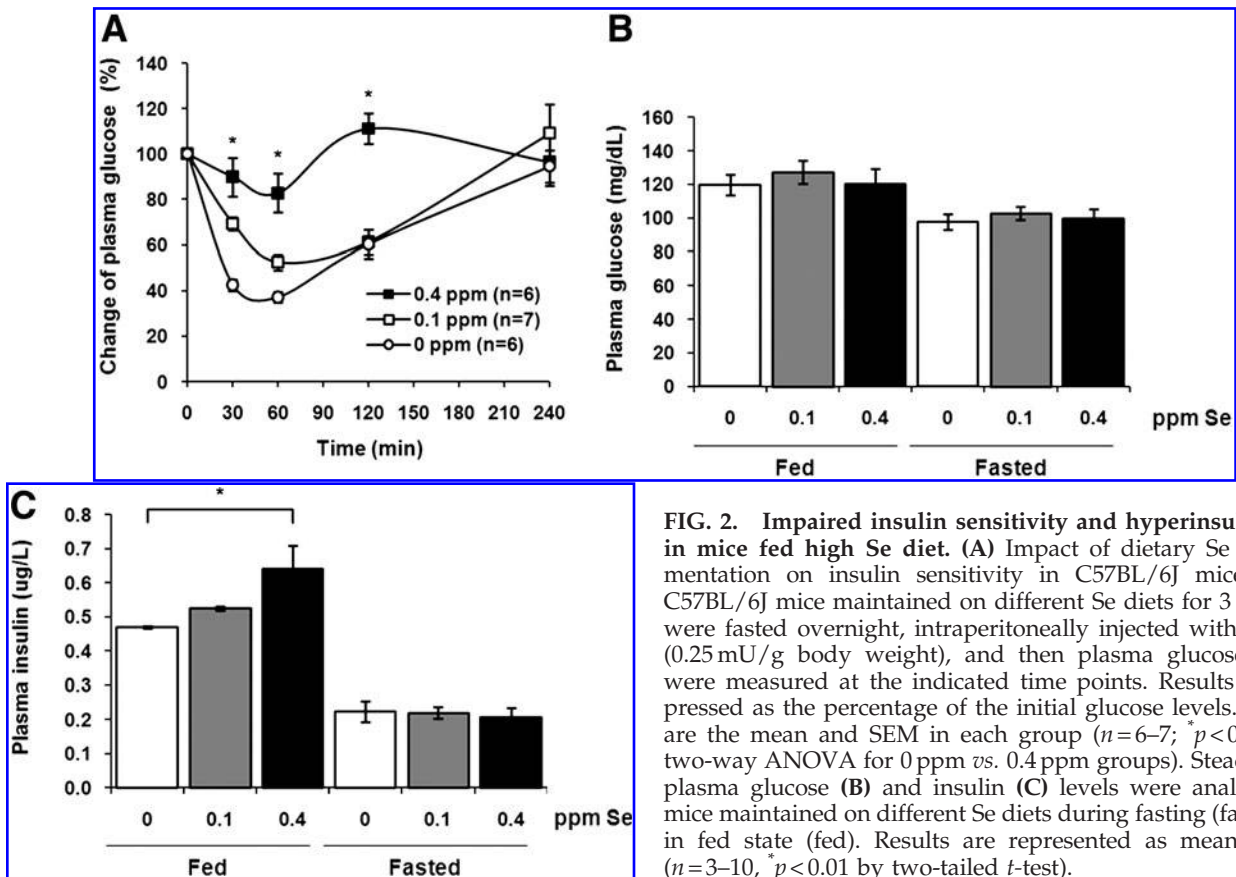 A
Change of plasma glucose (%)
140
120
100
80
60
40
20
0
* * *
0.4 ppm (n=6)
0.1 ppm (n=7)
0 ppm (n=6)
0 30 60 90 120 150 180 210 240
Time (min)
B
Plasma glucose (mg/dL)
160
140
120
100
80
60
40
20
0
0 0.1 0.4 0 0.1 0.4 ppm Se
Fed Fasted
C
Plasma insulin (ug/L)
0.8
0.7
0.6
0.5
0.4
0.3
0.2
0.1
0.0
*
0 0.1 0.4 0 0.1 0.4 ppm Se
Fed Fasted
FIG. 2. Impaired insulin sensitivity and hyperinsu
in mice fed high Se diet. (A) Impact of dietary Se
mentation on insulin sensitivity in C57BL/6J mice
C57BL/6J mice maintained on different Se diets for 3
were fasted overnight, intraperitoneally injected with
(0.25 mU/g body weight), and then plasma glucose
were measured at the indicated time points. Results
pressed as the percentage of the initial glucose levels.
are the mean and SEM in each group (n=6–7; *p<0
two-way ANOVA for 0 ppm vs. 0.4 ppm groups). Stead
plasma glucose (B) and insulin (C) levels were anal
mice maintained on different Se diets during fasting (fa
in fed state (fed). Results are represented as mean
(n=3–10, *p<0.01 by two-tailed t-test).